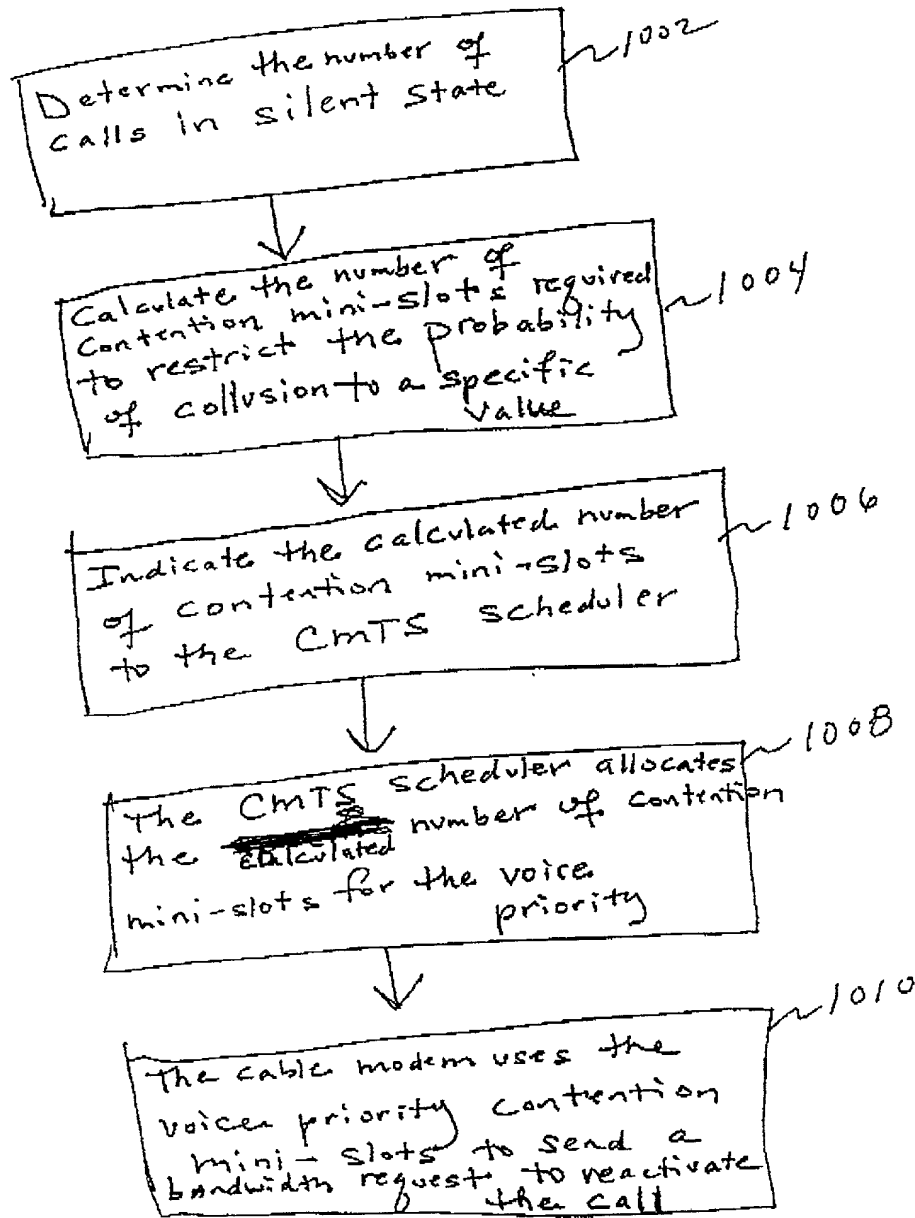 Determine the number of
calls in silent state
1002
Calculate the number of
contention mini-slots required
to restrict the probability
of collusion to a specific
value
1004
Indicate the calculated number
of contention mini-slots
to the CmTS scheduler
1006
The CmTS scheduler allocates
the calculated number of contention
mini-slots for the voice
priority
1008
The cable modem uses the
voice priority contention
mini-slots to send a
bandwidth request to reactivate
the call
1010